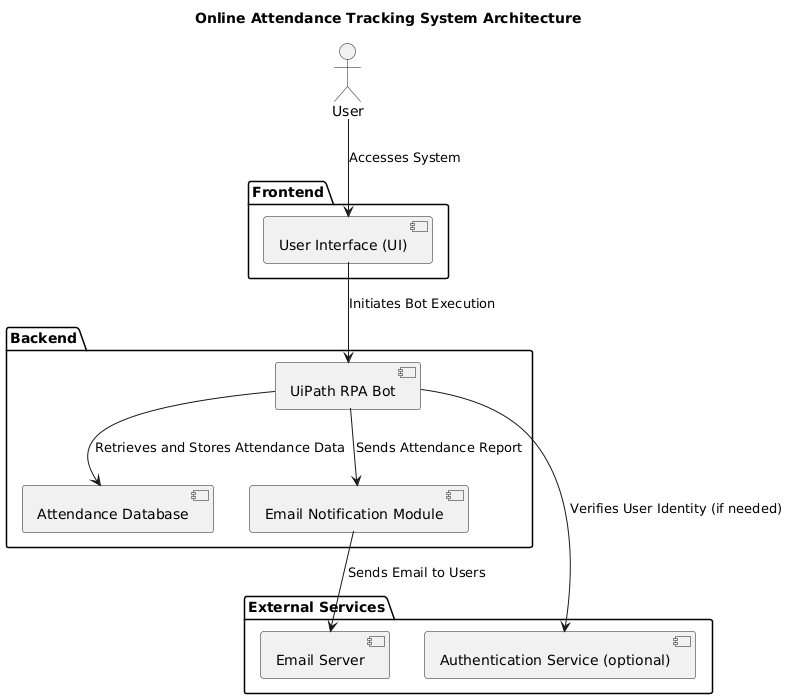 Online Attendance Tracking System Architecture
User
Accesses System
Frontend
User Interface (UI)
Initiates Bot Execution
Backend
UiPath RPA Bot
Retrieves and Stores Attendance Data
Sends Attendance Report
Attendance Database
Email Notification Module
Verifies User Identity (if needed)
Sends Email to Users
External Services
Email Server
Authentication Service (optional)